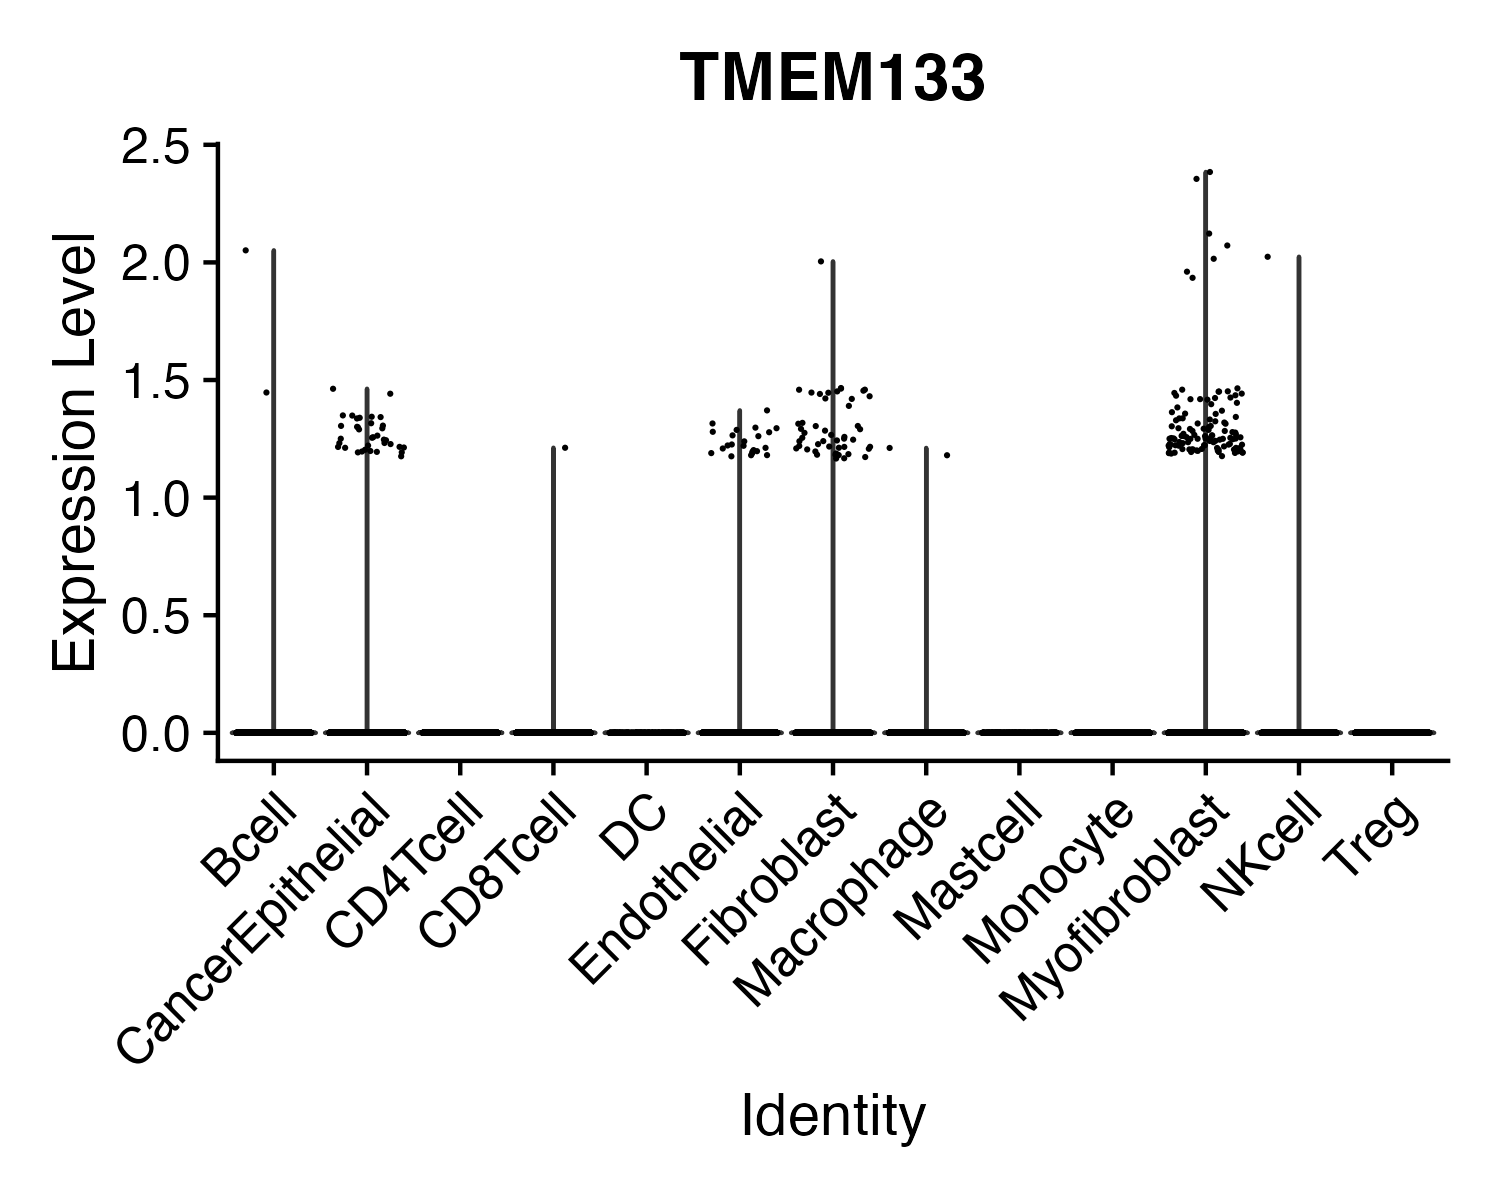 TMEM133
Expression Level
2.5
2.0
1.5
1.0
0.5
0.0
Bcell
CancerEpithelial
CD4Tcell
CD8Tcell
DC
Endothelial
Fibroblast
Macrophage
Mastcell
Monocyte
Myofibroblast
NKcell
Treg
Identity